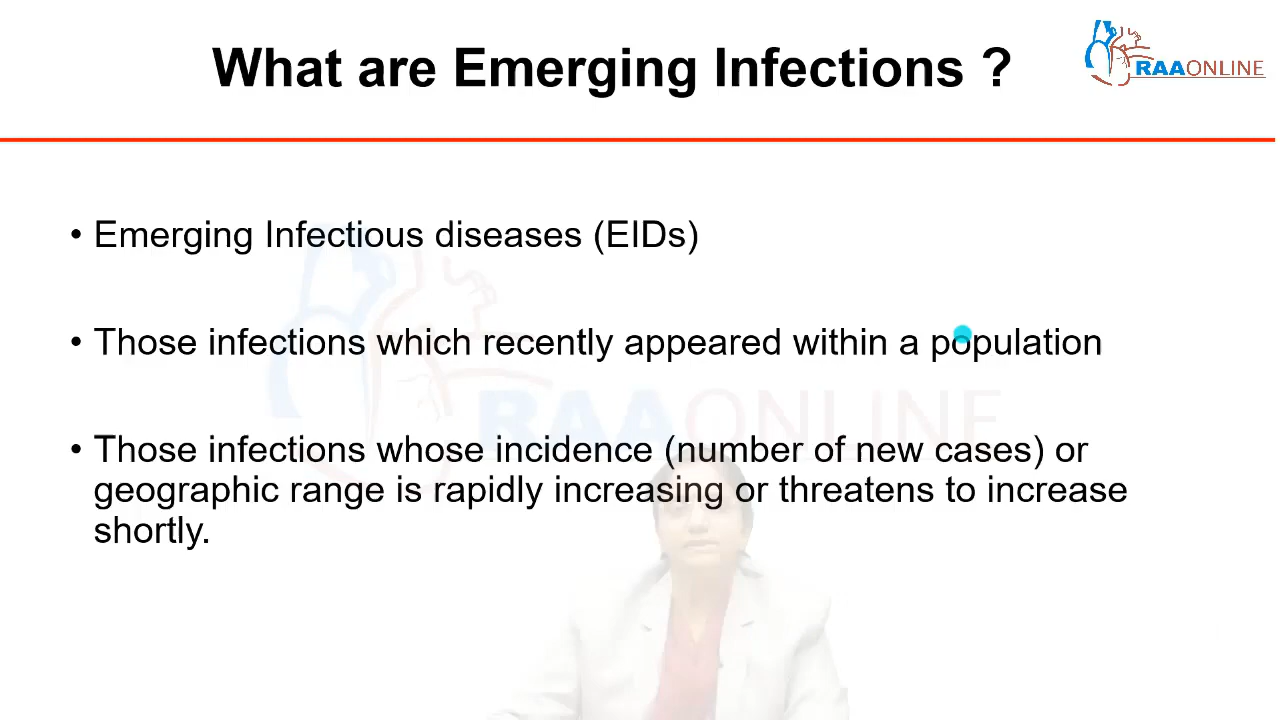 What are Emerging Infections ?
RAAONLINE
• Emerging Infectious diseases (EIDs)
• Those infections which recently appeared within a population
RAAONLINE
• Those infections whose incidence (number of new cases) or
geographic range is rapidly increasing or threatens to increase
shortly.